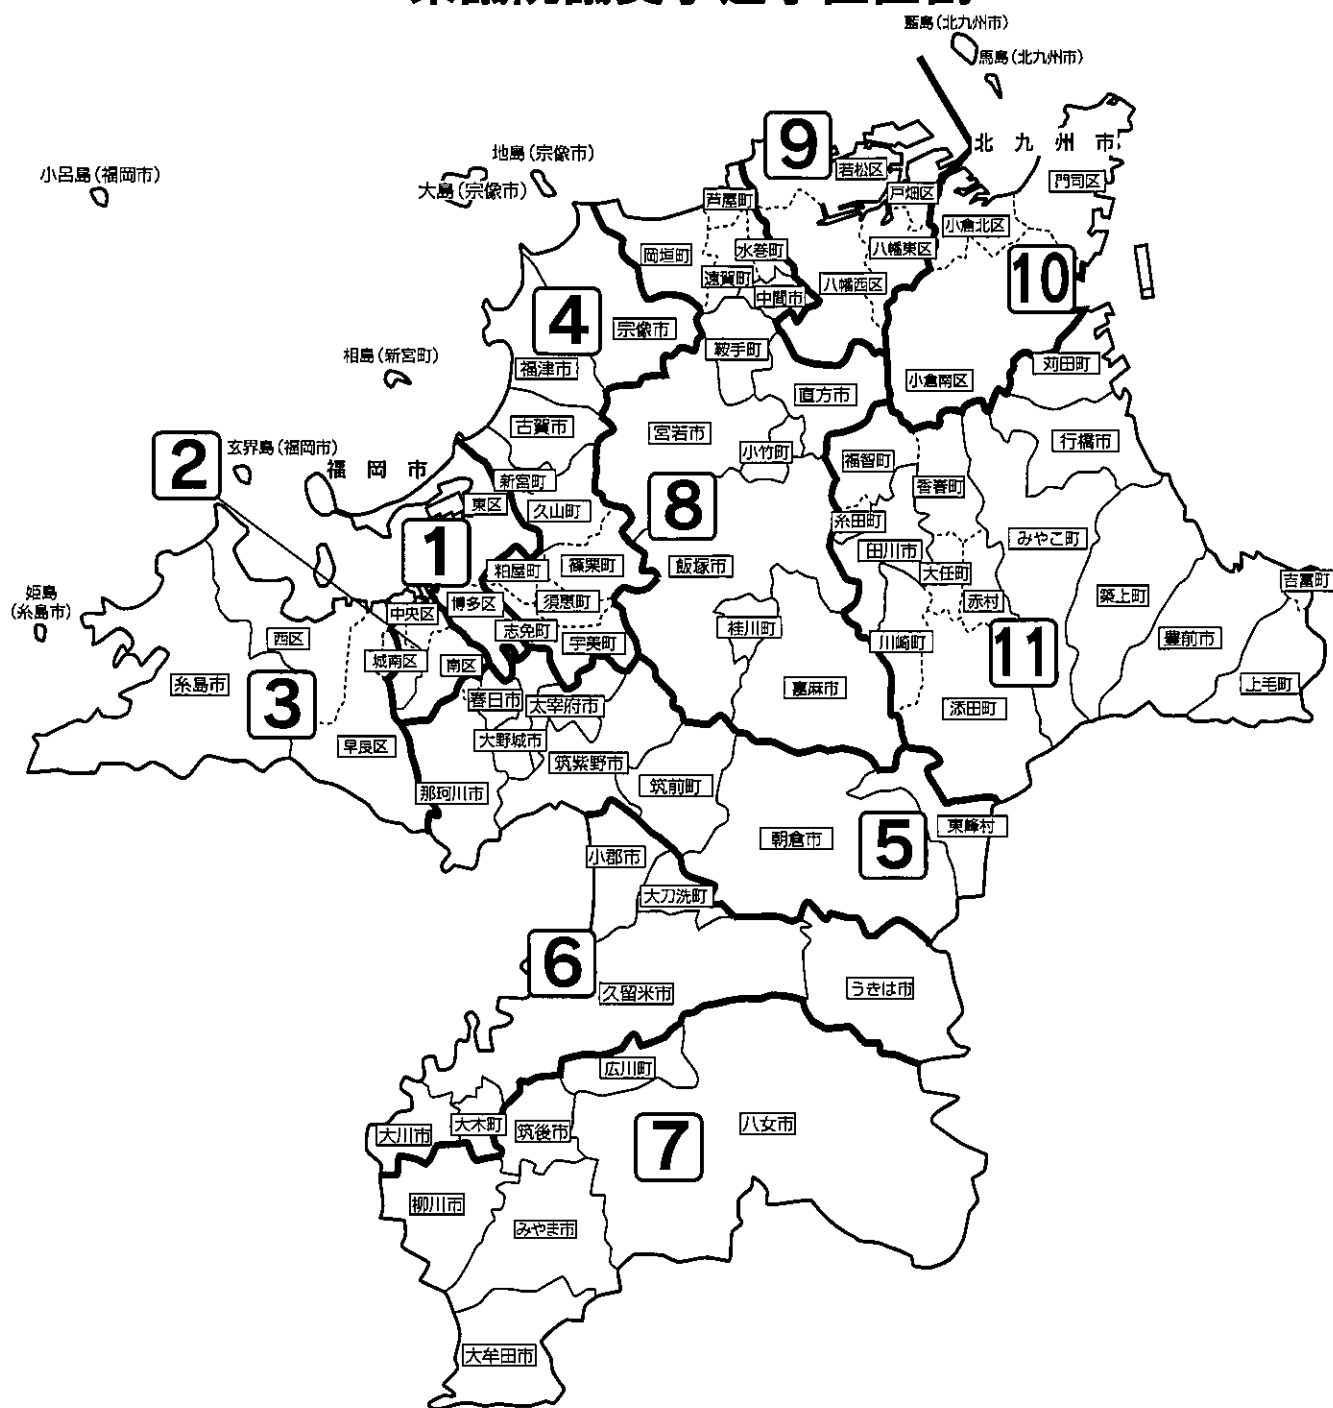 藍島(北九州市)
馬島(北九州市)
9
北九州市
地島(宗像市)
小呂島(福岡市)
大島(宗像市)
若松区
門司区
戸畑区
芦屋町
小倉北区
岡垣町
水巻町
八幡東区
遠賀町
10
八幡西区
中間市
4
宗像市
鞍手町
相島(新宮町)
福津市
苅田町
小倉南区
直方市
古賀市
宮若市
行橋市
2
玄界島(福岡市)
福岡市
小竹町
福智町
新宮町
香春町
東区
8
久山町
糸田町
みやこ町
1
田川市
粕屋町
篠栗町
飯塚市
大任町
吉富町
姫島
(糸島市)
築上町
中央区
博多区
須恵町
赤村
志免町
桂川町
西区
宇美町
川崎町
豊前市
11
城南区
南区
糸島市
嘉麻市
上毛町
3
春日市
太宰府市
添田町
大野城市
早良区
筑紫野市
筑前町
那珂川市
東峰村
朝倉市
5
小郡市
大刀洗町
6
久留米市
うきは市
広川町
大木町
八女市
大川市
筑後市
7
柳川市
みやま市
大牟田市